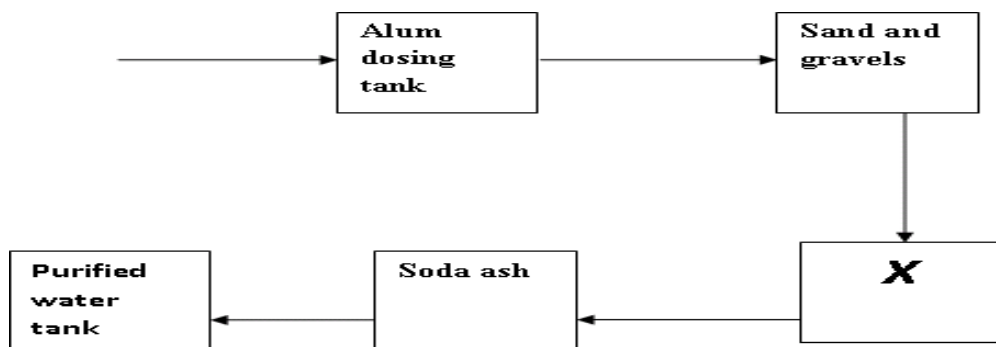 Alum
dosing
tank
Sand and
gravels
X
Soda ash
Purified
water
tank